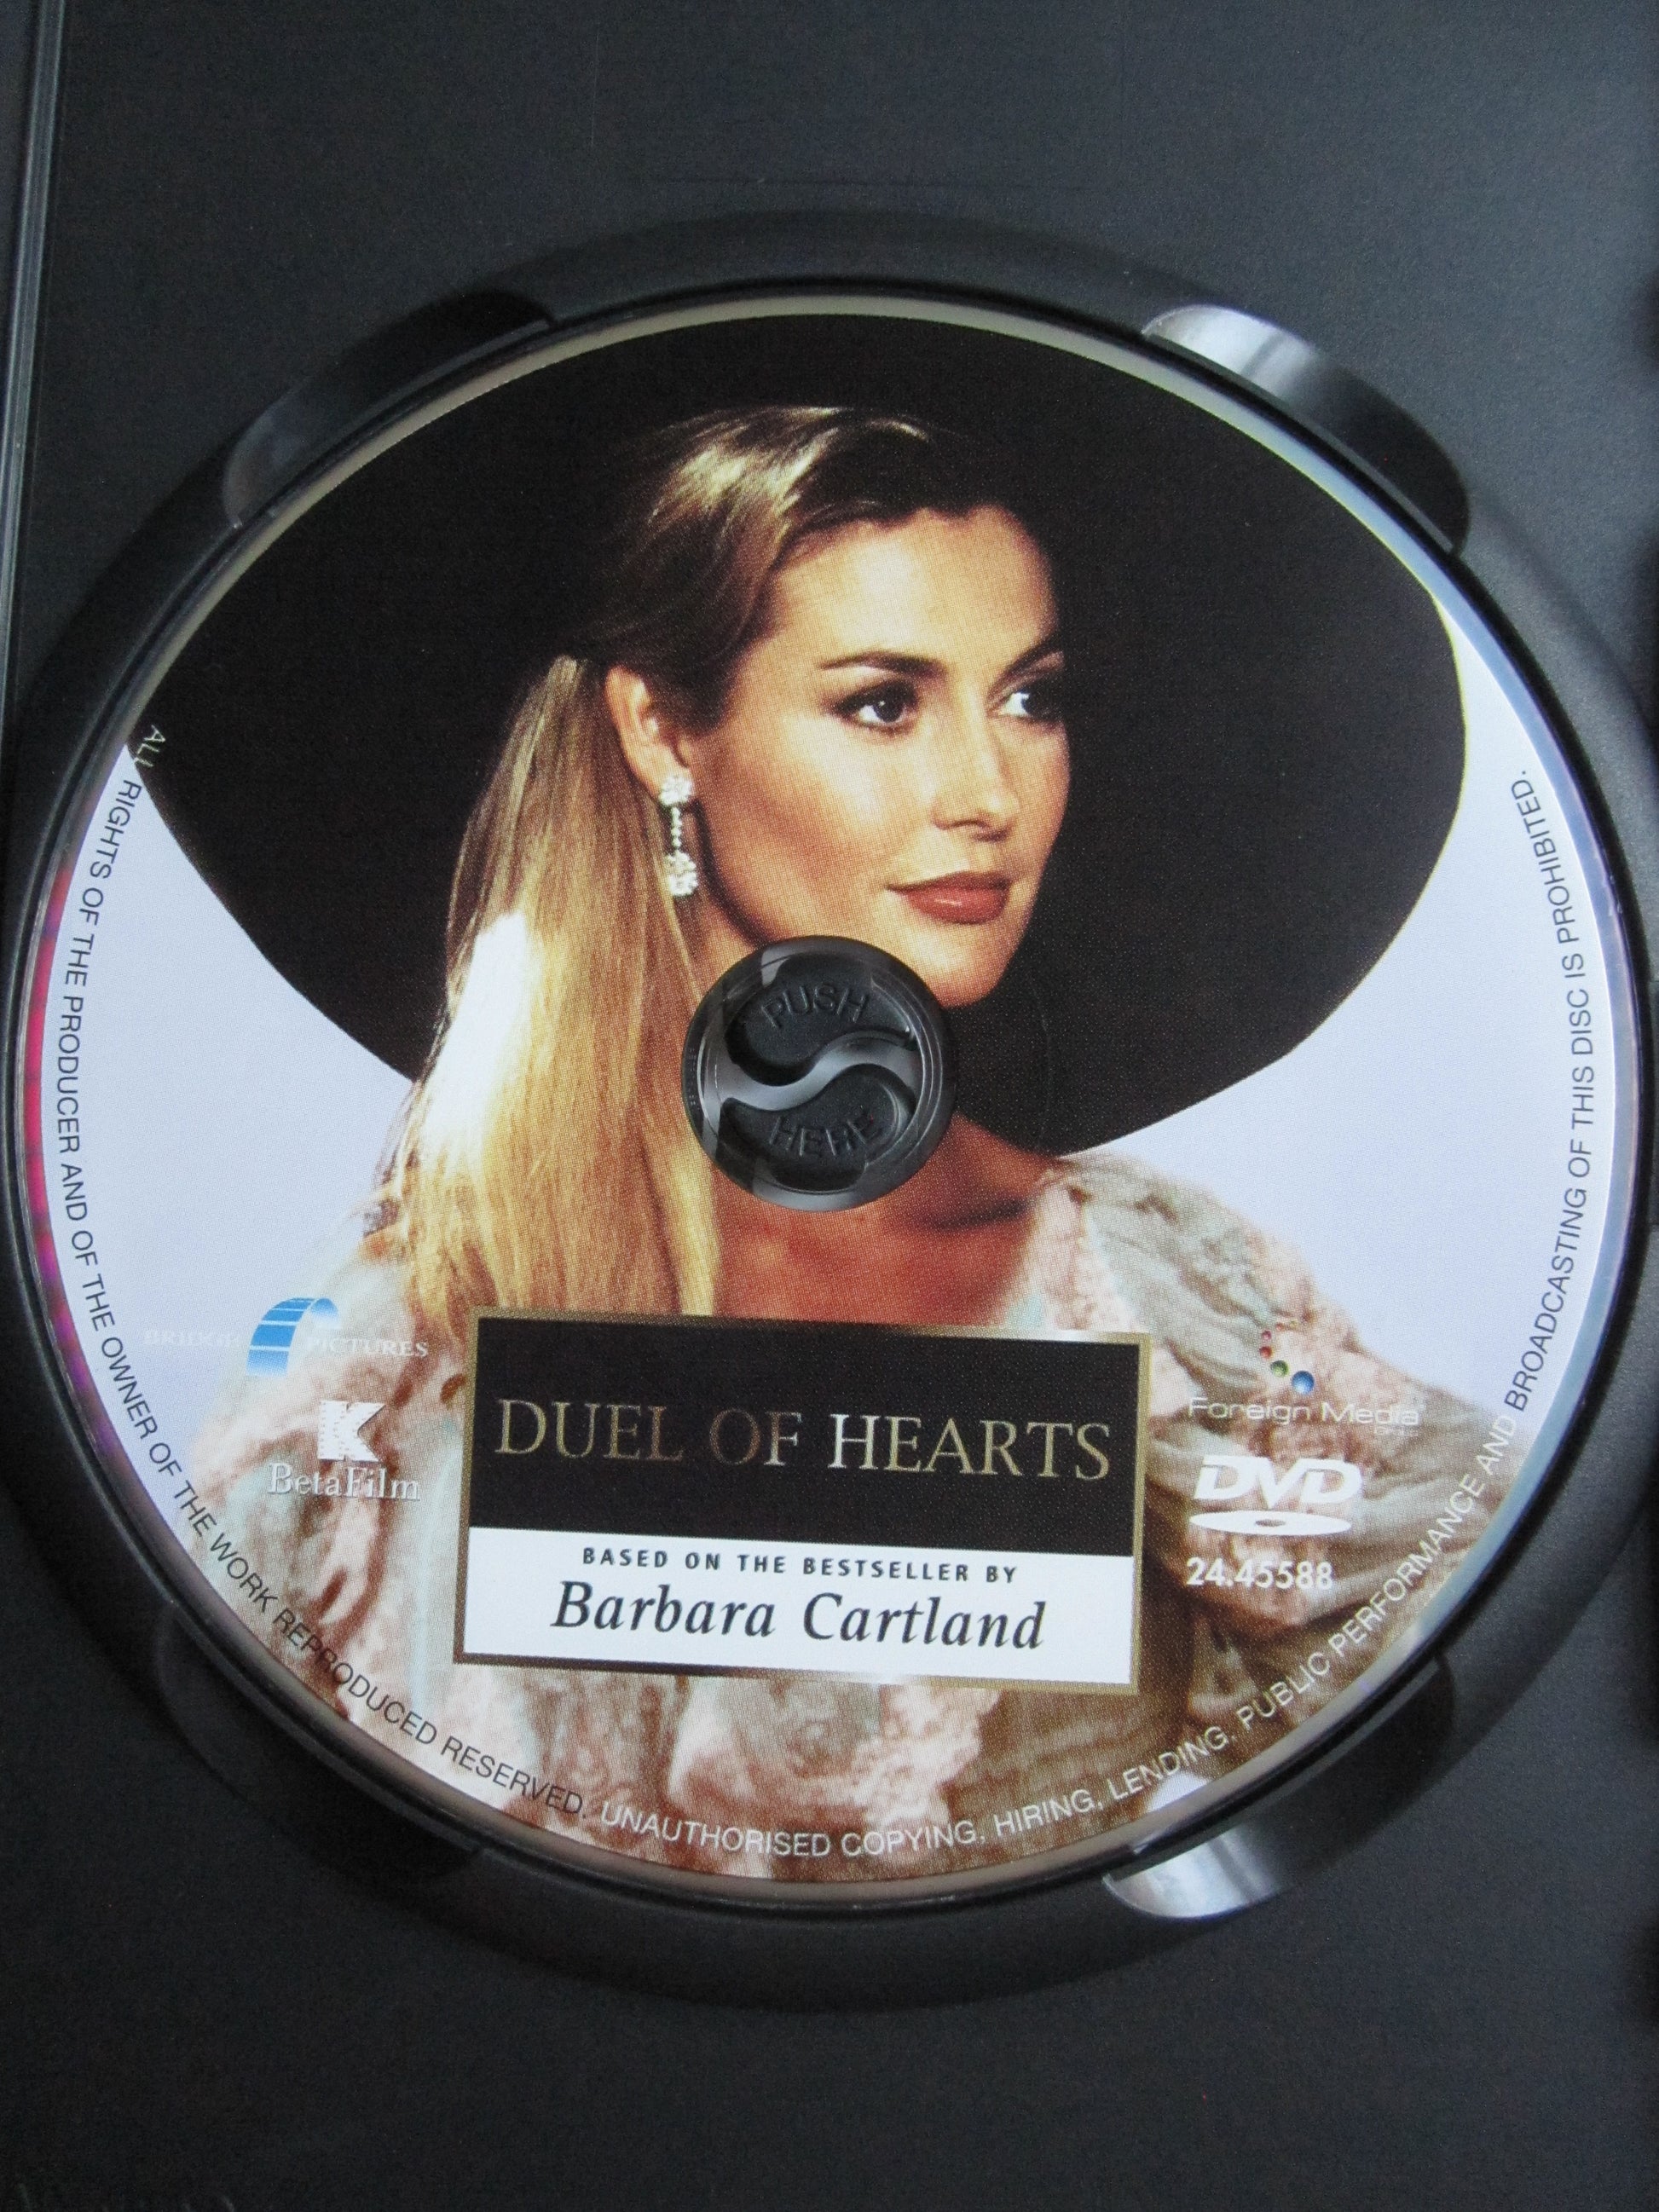 ALL RIGHTS OF THE PRODUCER AND OF THE OWNER OF THE WORK REPRODUCED RESERVED. UNAUTHORISED COPYING, HIRING, LENDING, PUBLIC PERFORMANCE AND BROADCASTING OF THIS DISC IS PROHIBITED.
PUSH
HERE
BRIDGE PICTURES
BetaFilm
DUEL OF HEARTS
BASED ON THE BESTSELLER BY
Barbara Cartland
Foreign Media
DVD
24.45588